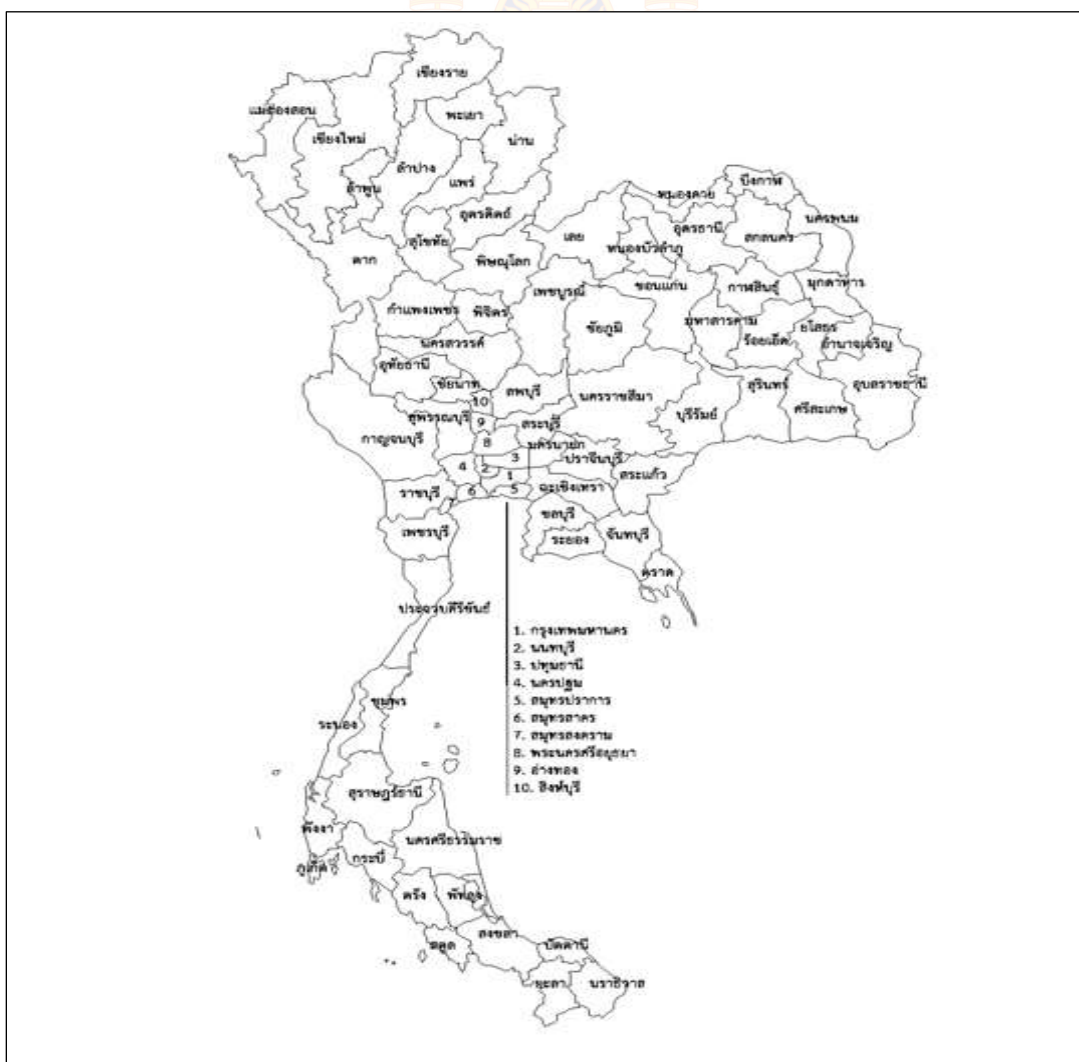 เชียงราย
แม่ฮ่องสอน
พะเยา
เชียงใหม่
น่าน
ลำปาง
แพร่
ลำพูน
อุตรดิตถ์
สุโขทัย
ตาก
พิษณุโลก
บึงกาฬ
หนองคาย
นครพนม
อุดรธานี
สกลนคร
เลย
หนองบัวลำภู
ขอนแก่น
กาฬสินธุ์
มุกดาหาร
เพชรบูรณ์
กำแพงเพชร
พิจิตร
ชัยภูมิ
มหาสารคาม
ร้อยเอ็ด
ยโสธร
อำนาจเจริญ
นครสวรรค์
อุทัยธานี
ชัยนาท
ลพบุรี
นครราชสีมา
บุรีรัมย์
สุรินทร์
ศรีสะเกษ
อุบลราชธานี
10
สุพรรณบุรี
9
สระบุรี
กาญจนบุรี
8
นครนายก
3
ปราจีนบุรี
4
2
1
สระแก้ว
ราชบุรี
6
5
ฉะเชิงเทรา
7
ชลบุรี
เพชรบุรี
ระยอง
จันทบุรี
ตราด
ประจวบคีรีขันธ์
1. กรุงเทพมหานคร
2. นนทบุรี
3. ปทุมธานี
4. นครปฐม
5. สมุทรปราการ
6. สมุทรสาคร
7. สมุทรสงคราม
8. พระนครศรีอยุธยา
9. อ่างทอง
10. สิงห์บุรี
ชุมพร
ระนอง
สุราษฎร์ธานี
พังงา
นครศรีธรรมราช
ภูเก็ต
กระบี่
ตรัง
พัทลุง
สงขลา
สตูล
ปัตตานี
ยะลา
นราธิวาส